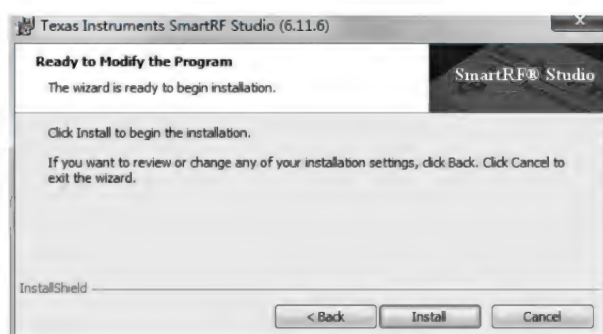 Texas Instruments SmartRF Studio (6.11.6)
Ready to Modify the Program
The wizard is ready to begin installation.
SmartRF® Studio
Click Install to begin the installation.
If you want to review or change any of your installation settings, click Back. Click Cancel to
exit the wizard.
InstallShield
< Back
Install
Cancel